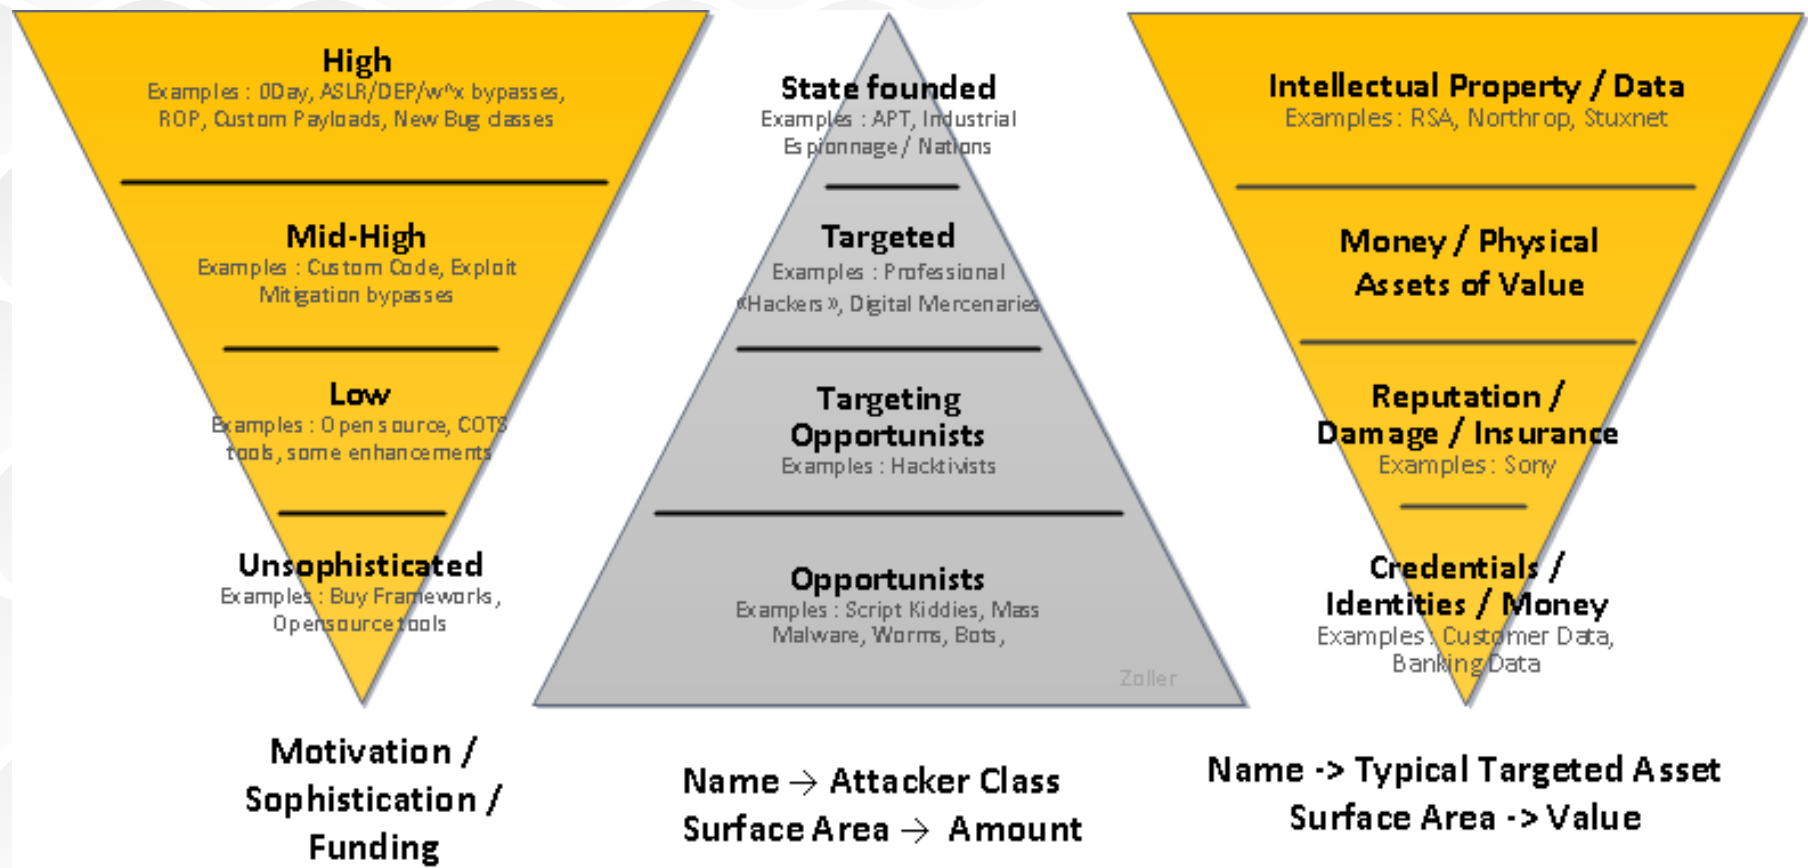 High
Examples : 0Day, ASLR/DEP/w^x bypasses,
ROP, Custom Payloads, New Bug classes
Mid-High
Examples : Custom Code, Exploit
Mitigation bypasses
Low
Examples : Opensource, COTS
tools, some enhancements
Unsophisticated
Examples : Buy Frameworks,
Opensource tools
Motivation /
Sophistication /
Funding
State founded
Examples : APT, Industrial
Espionnage / Nations
Targeted
Examples : Professional
«Hackers», Digital Mercenaries
Targeting
Opportunists
Examples : Hacktivists
Opportunists
Examples : Script Kiddies, Mass
Malware, Worms, Bots,
Zoller
Name → Attacker Class
Surface Area → Amount
Intellectual Property / Data
Examples : RSA, Northrop, Stuxnet
Money / Physical
Assets of Value
Reputation /
Damage / Insurance
Examples : Sony
Credentials /
Identities / Money
Examples : Customer Data,
Banking Data
Name -> Typical Targeted Asset
Surface Area -> Value